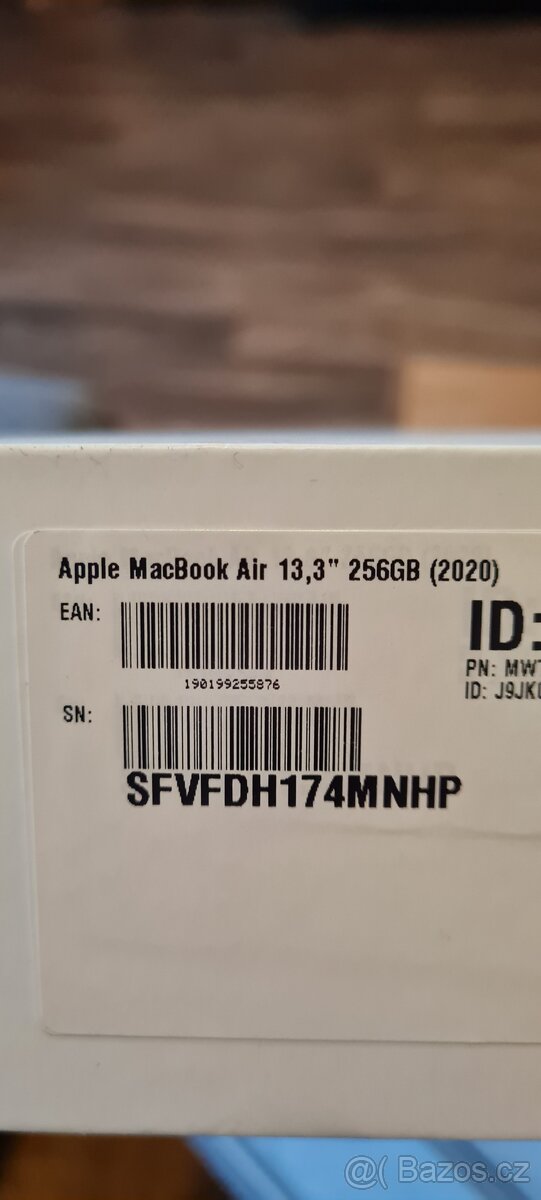 Apple MacBook Air 13,3" 256GB (2020)
EAN:
190199255876
SN:
SFVFDH174MNHP
ID:
PN: MW
ID: J9JK
@( Bazos.cz